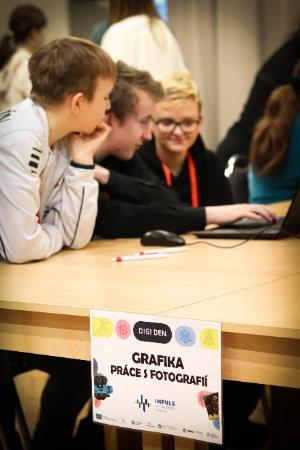 DIGI DEN
GRAFIKA
PRÁCE S FOTOGRAFIÍ
IMPULS